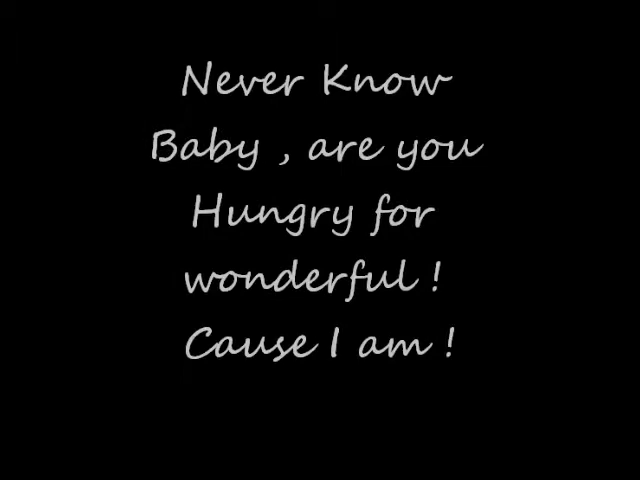 Never Know
Baby , are you
Hungry for
wonderful !
Cause I am !